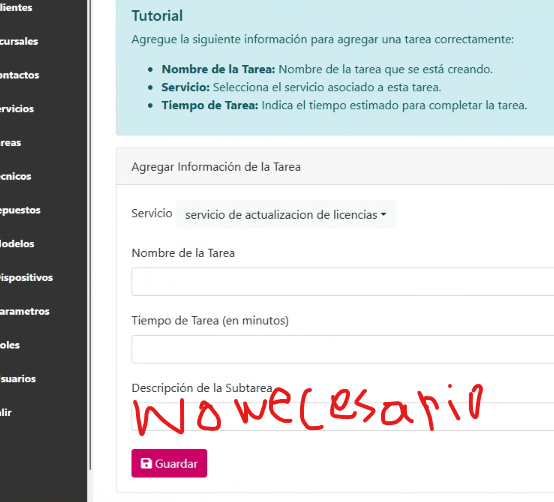 lientes
Tutorial
Agregue la siguiente información para agregar una tarea correctamente:
cursales
ontactos
Nombre de la Tarea: Nombre de la tarea que se está creando.
Servicio: Selecciona el servicio asociado a esta tarea.
ervicios
Tiempo de Tarea: Indica el tiempo estimado para completar la tarea.
reas
Agregar Información de la Tarea
cnicos
epuestos
Servicio servicio de actualizacion de licencias
odelos
Nombre de la Tarea
ispositivos
arametros
Tiempo de Tarea (en minutos)
oles
suarios
Descripción de la Subtarea
No necesario
lir
Guardar